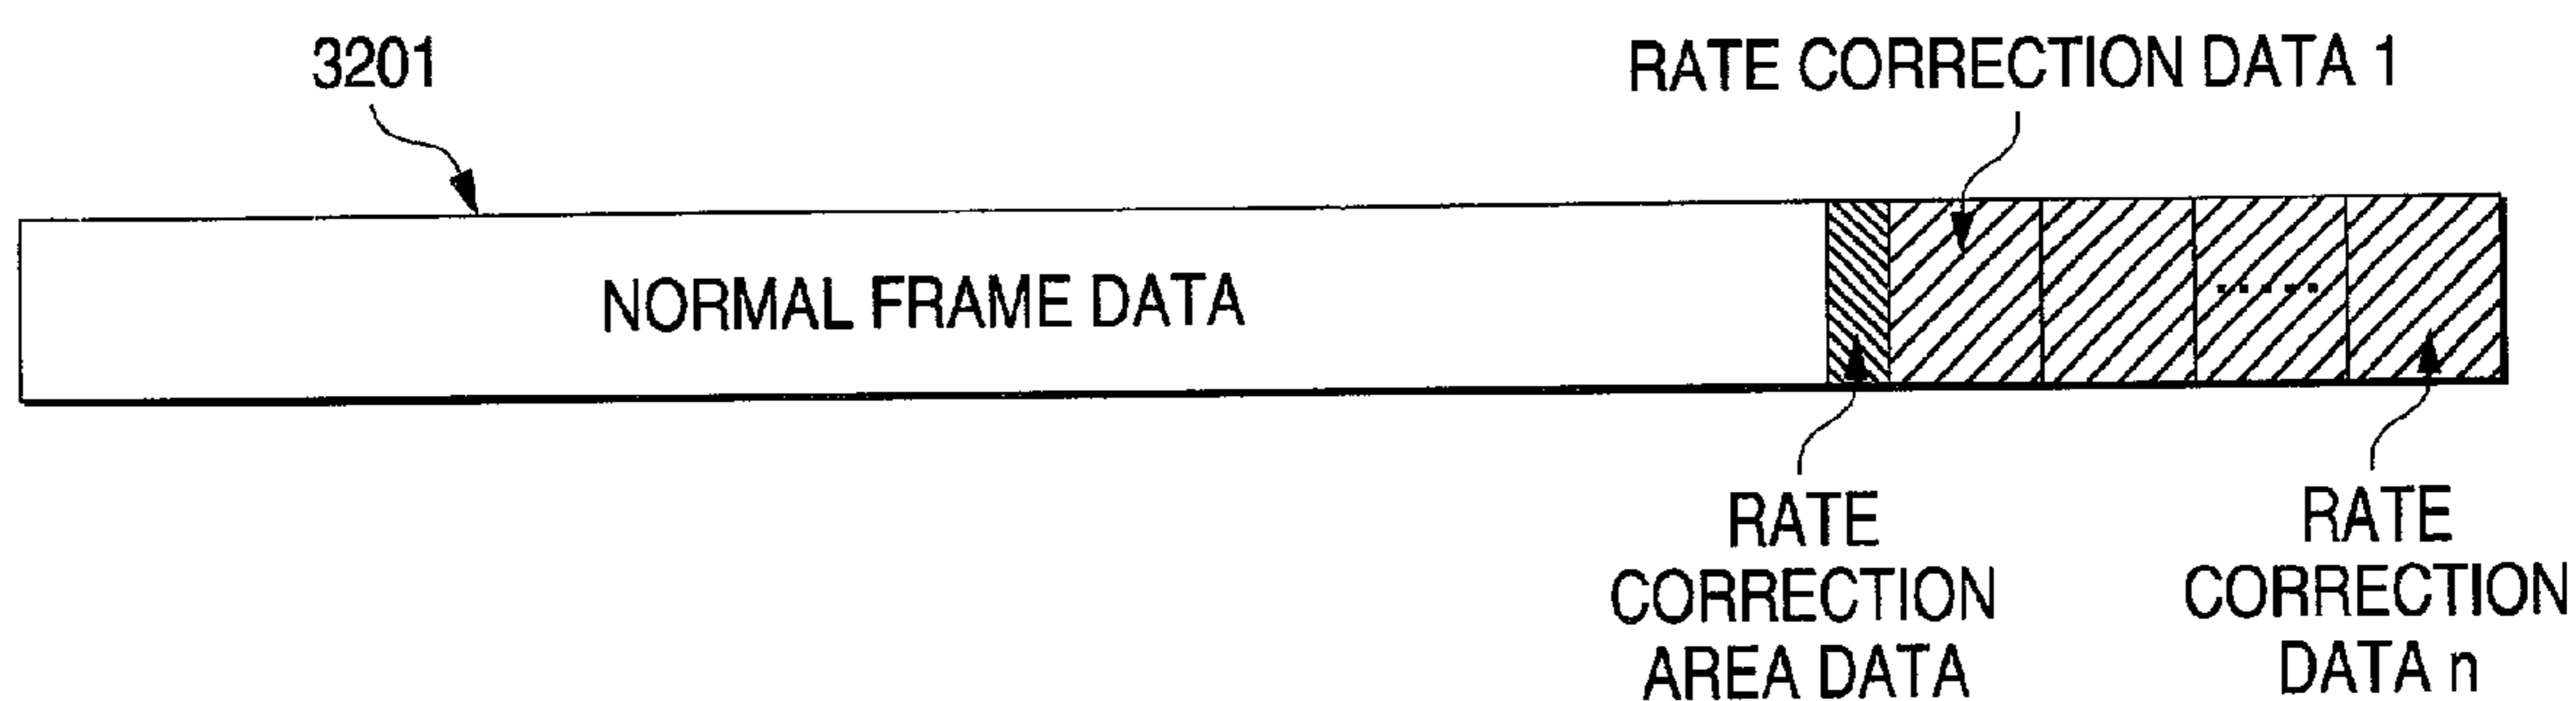 3201
RATE CORRECTION DATA 1
NORMAL FRAME DATA
.....
RATE
CORRECTION
AREA DATA
RATE
CORRECTION
DATA n